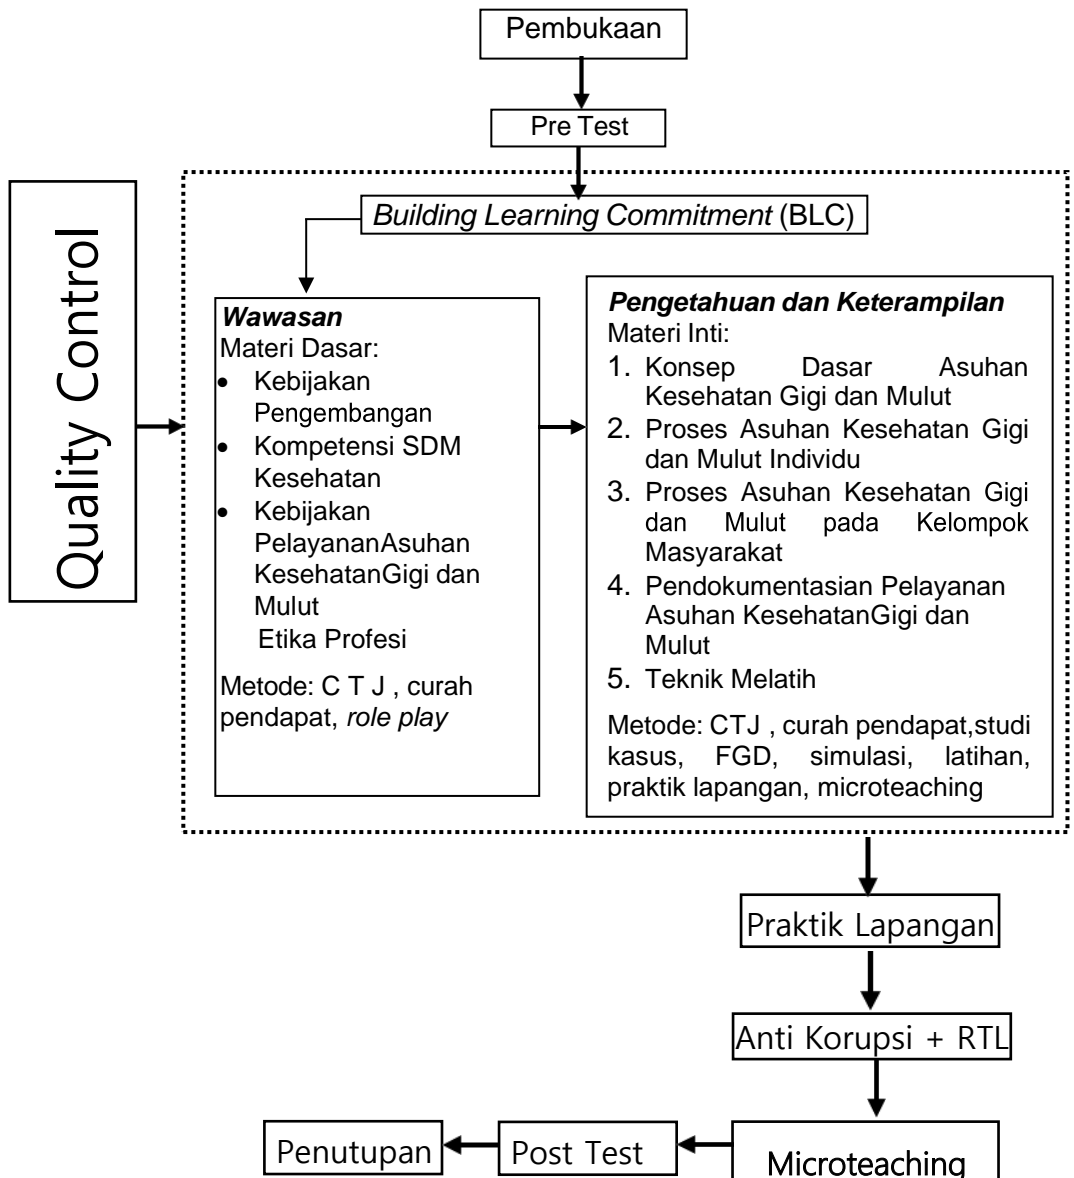 Pembukaan
Pre Test
Building Learning Commitment (BLC)
Quality Control
Wawasan
Materi Dasar:
• Kebijakan
Pengembangan
• Kompetensi SDM
Kesehatan
• Kebijakan
PelayananAsuhan
KesehatanGigi dan
Mulut
Etika Profesi
Metode: C T J , curah
pendapat, role play
Pengetahuan dan Keterampilan
Materi Inti:
1. Konsep Dasar Asuhan
Kesehatan Gigi dan Mulut
2. Proses Asuhan Kesehatan Gigi
dan Mulut Individu
3. Proses Asuhan Kesehatan Gigi
dan Mulut pada Kelompok
Masyarakat
4. Pendokumentasian Pelayanan
Asuhan KesehatanGigi dan
Mulut
5. Teknik Melatih
Metode: CTJ , curah pendapat,studi
kasus, FGD, simulasi, latihan,
praktik lapangan, microteaching
Praktik Lapangan
Anti Korupsi + RTL
Microteaching
Post Test
Penutupan